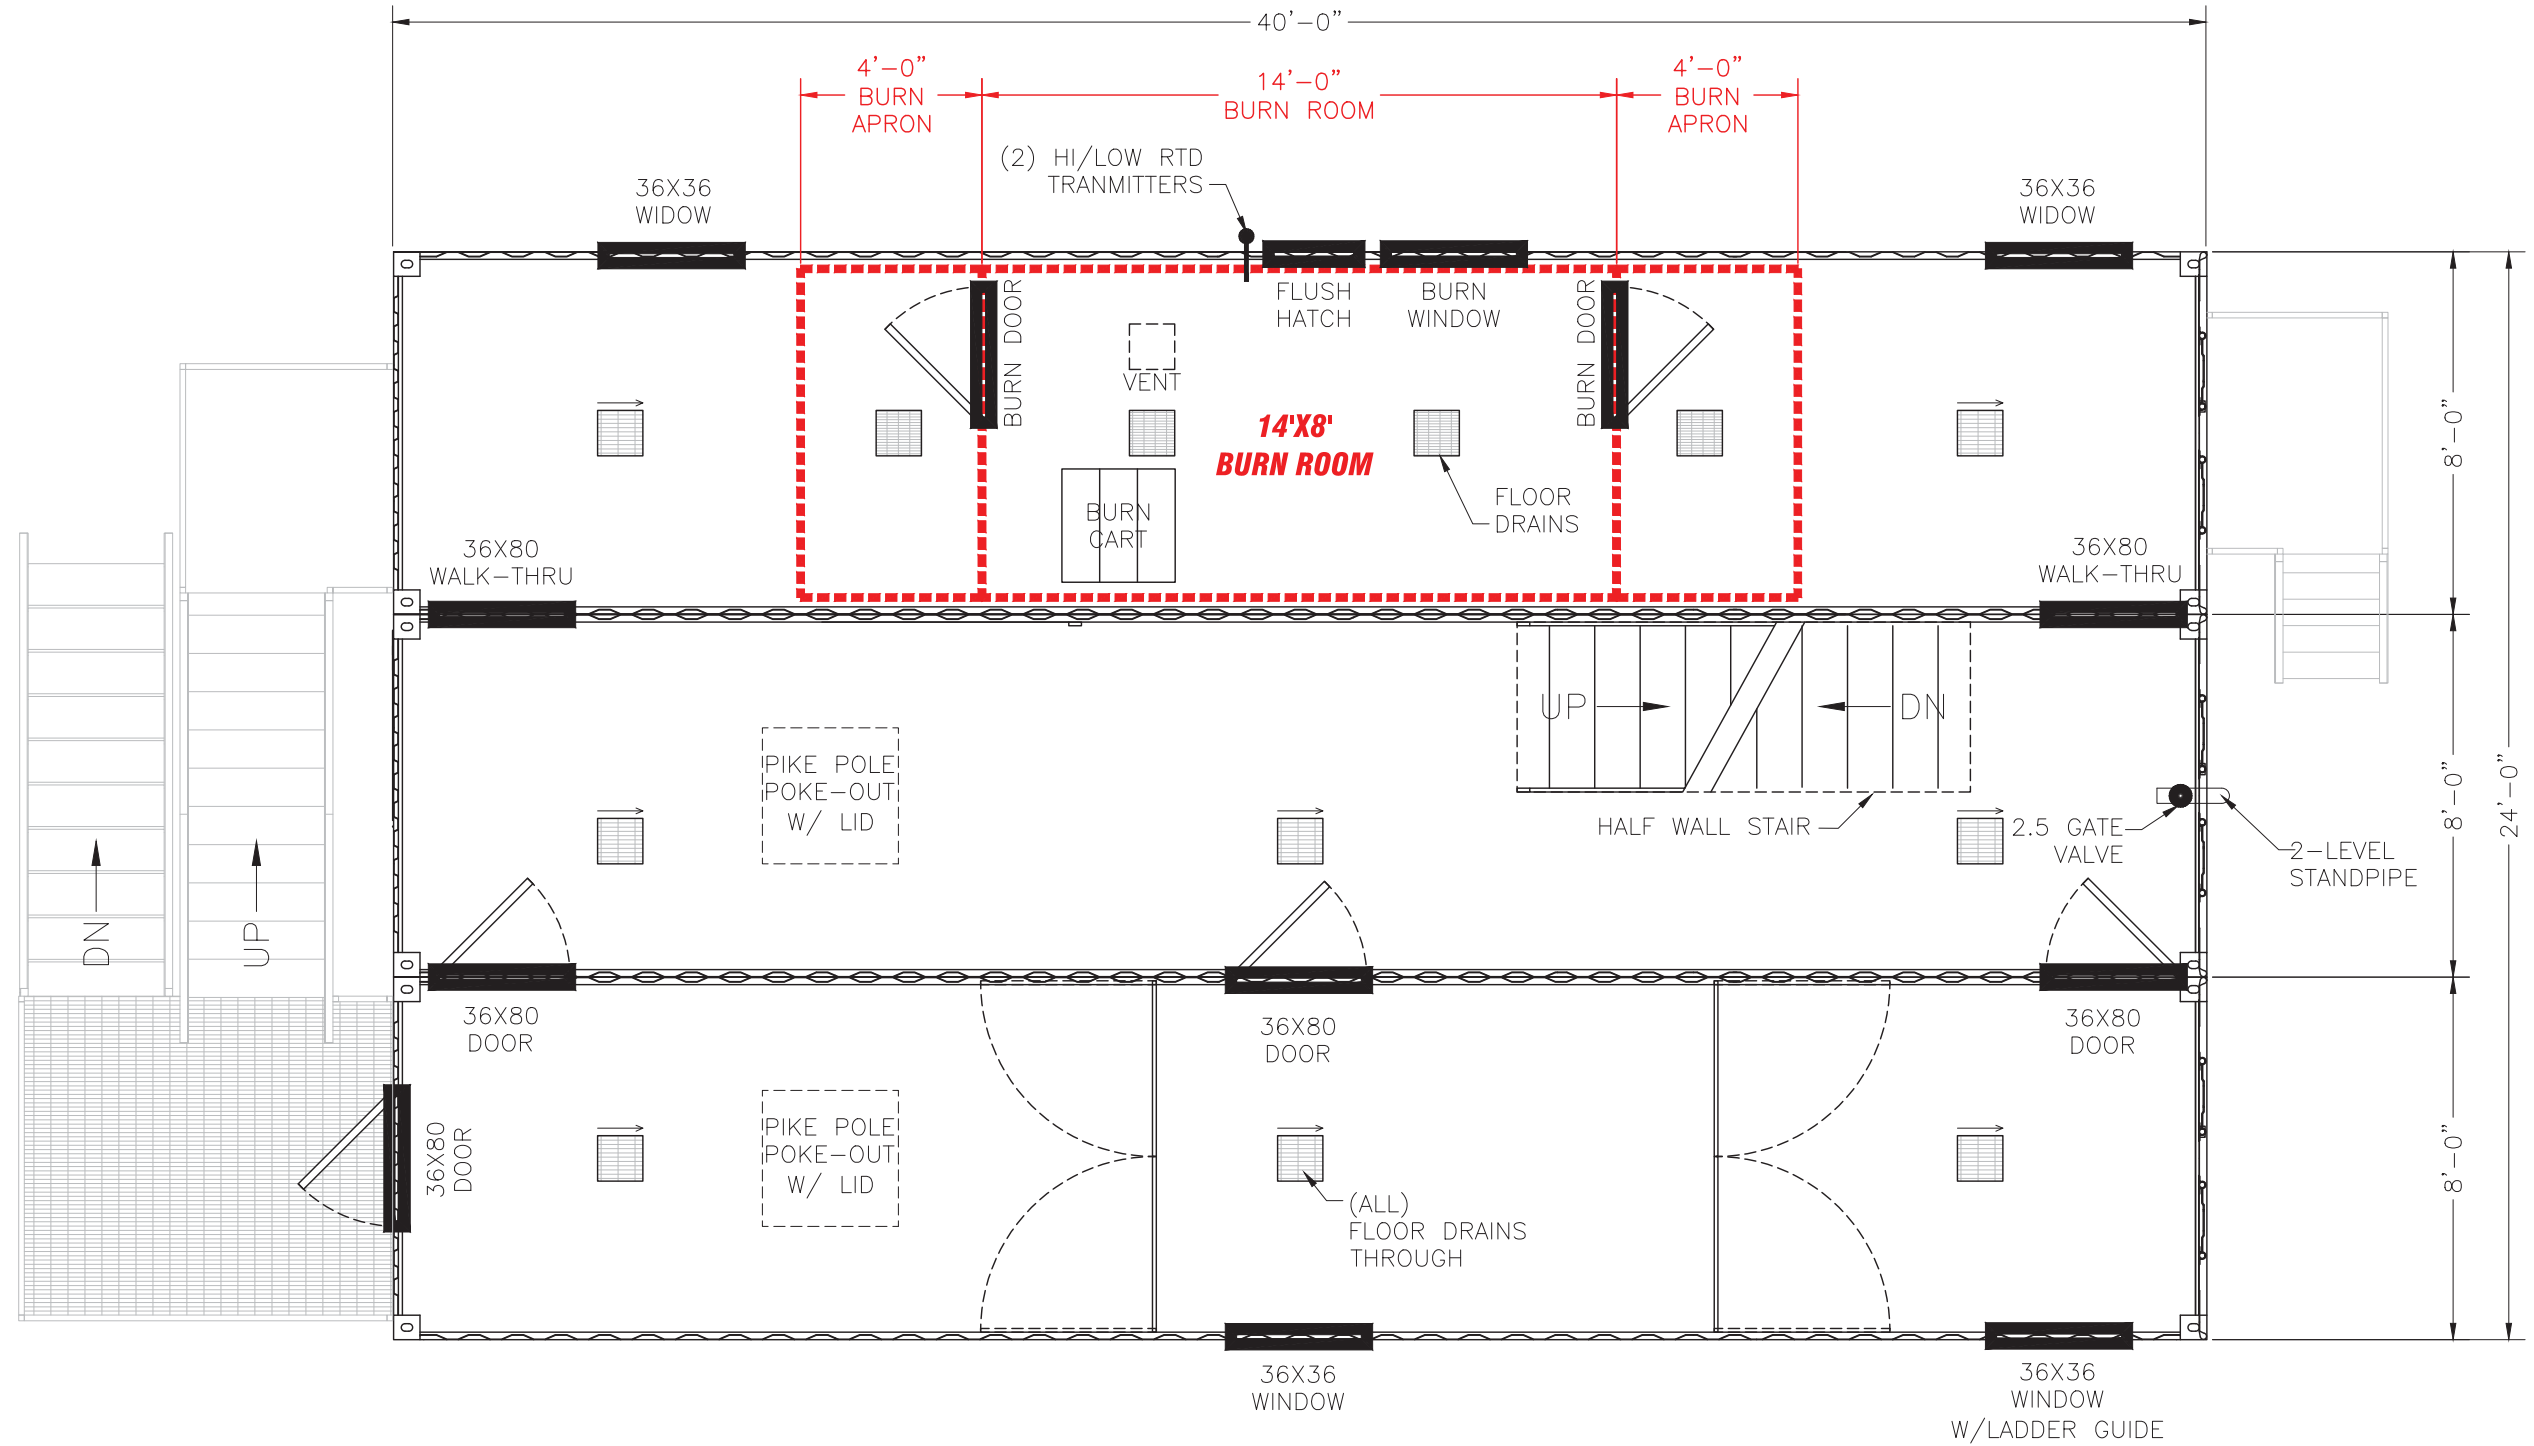 40'-0"
4'-0"
BURN
APRON
14'-0"
BURN ROOM
4'-0"
BURN
APRON
(2) HI/LOW RTD
TRANMITTERS
36X36
WIDOW
36X36
WIDOW
BURN DOOR
FLUSH
HATCH
BURN
WINDOW
BURN DOOR
VENT
14'X8'
BURN ROOM
8'-0"
BURN
CART
FLOOR
DRAINS
36X80
WALK-THRU
36X80
WALK-THRU
UP
DN
PIKE POLE
POKE-OUT
W/ LID
HALF WALL STAIR
2.5 GATE
VALVE
8'-0"
24'-0"
2-LEVEL
STANDPIPE
DN
UP
36X80
DOOR
36X80
DOOR
36X80
DOOR
36X80
DOOR
PIKE POLE
POKE-OUT
W/ LID
8'-0"
(ALL)
FLOOR DRAINS
THROUGH
36X36
WINDOW
36X36
WINDOW
W/LADDER GUIDE